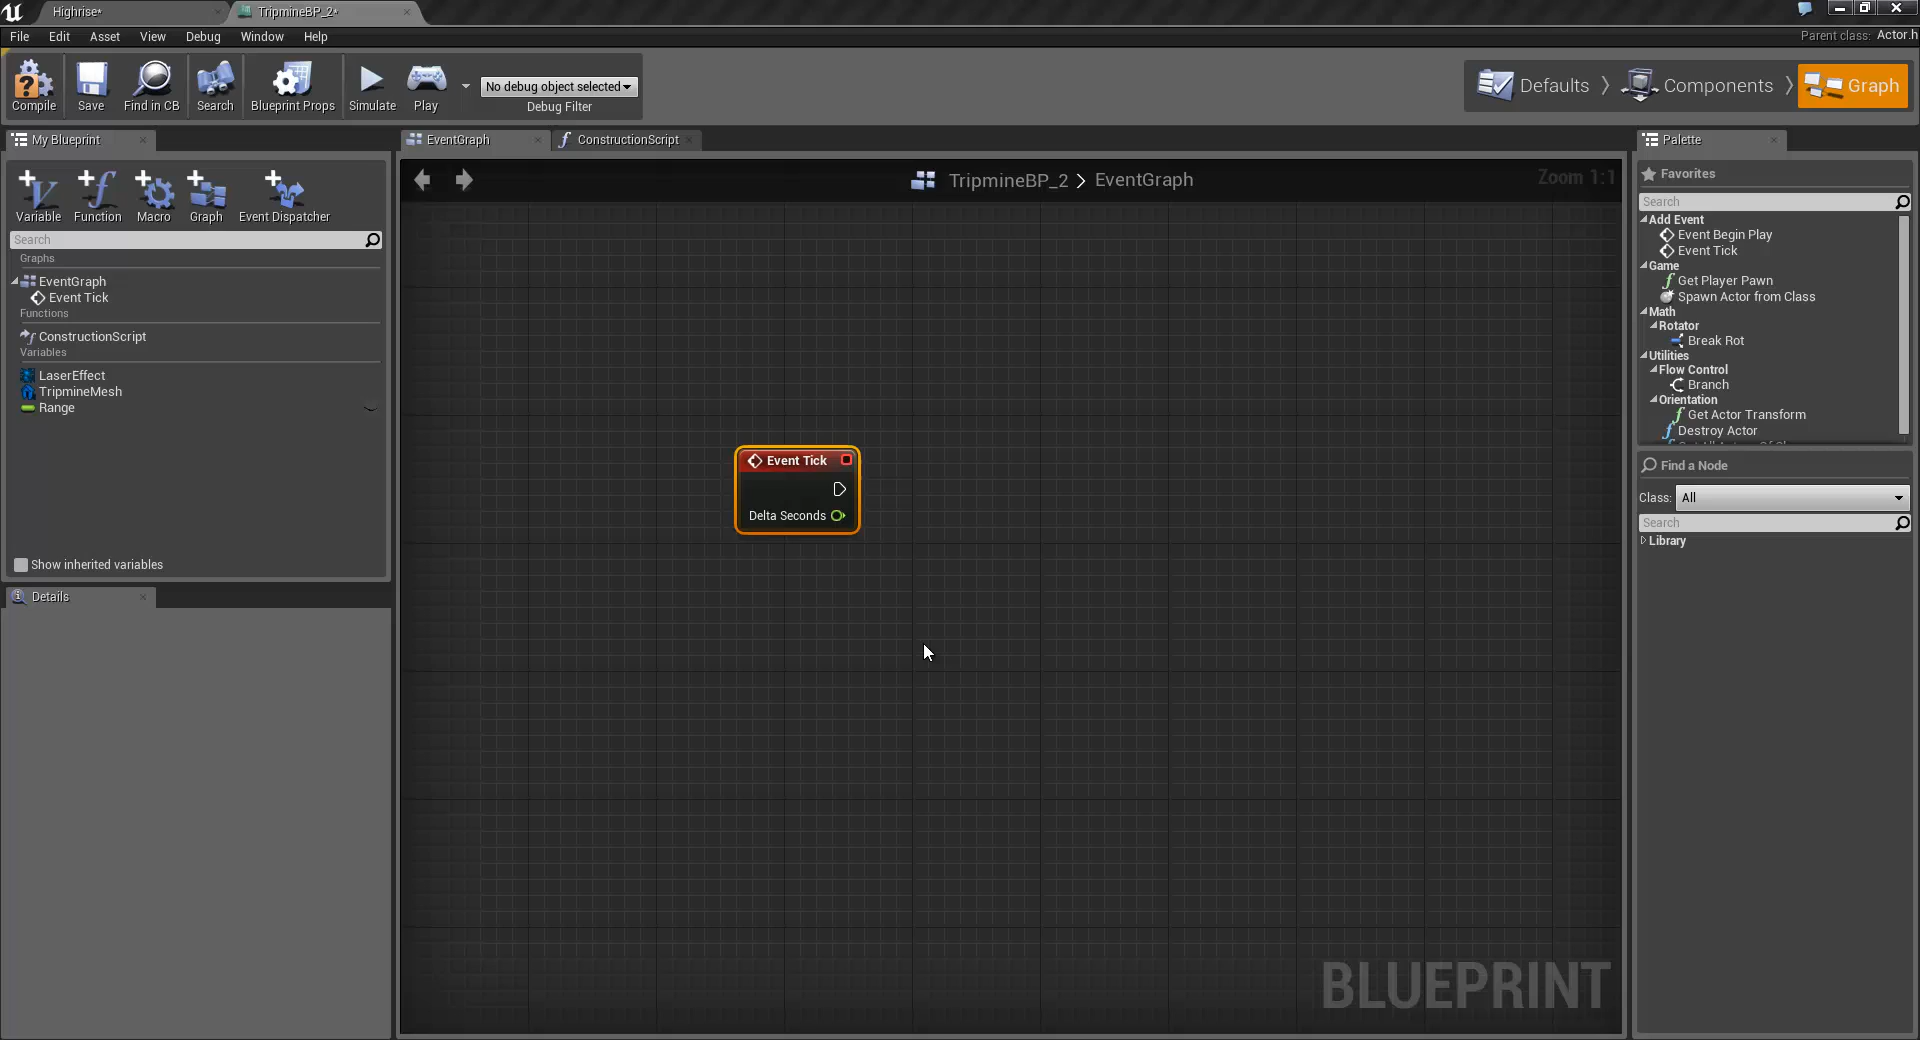 Highrise*
TripmineBP_2*
File Edit Asset View Debug Window Help
Parent class: Actor.h
Compile Save Find in CB Search Blueprint Props Simulate Play
No debug object selected
Debug Filter
Defaults Components Graph
My Blueprint
Variable Function Macro Graph Event Dispatcher
Search
Graphs
EventGraph
Event Tick
Functions
ConstructionScript
Variables
LaserEffect
TripmineMesh
Range
Show inherited variables
Details
EventGraph
ConstructionScript
TripmineBP_2 > EventGraph
Zoom 1:1
Event Tick
Delta Seconds
BLUEPRINT
Palette
Favorites
Search
Add Event
Event Begin Play
Event Tick
Game
Get Player Pawn
Spawn Actor from Class
Math
Rotator
Break Rot
Utilities
Flow Control
Branch
Orientation
Get Actor Transform
Destroy Actor
Find a Node
Class: All
Search
Library